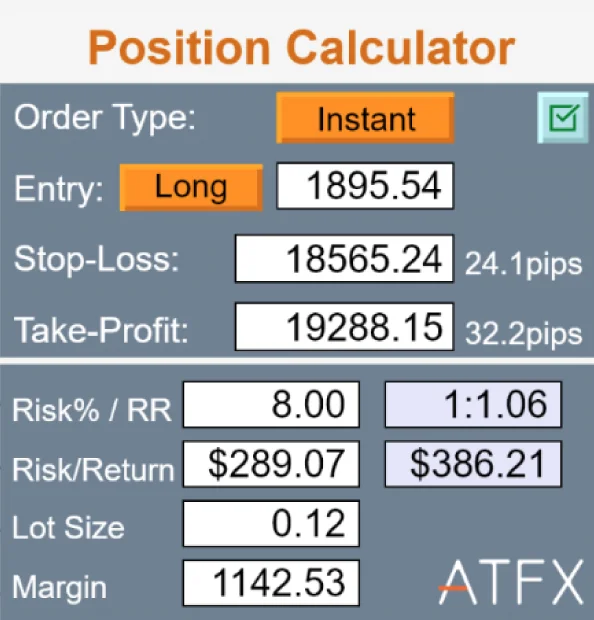 Position Calculator
Order Type: Instant
Entry: Long 1895.54
Stop-Loss: 18565.24 24.1pips
Take-Profit: 19288.15 32.2pips
Risk% / RR 8.00 1:1.06
Risk/Return $289.07 $386.21
Lot Size 0.12
Margin 1142.53
ATFX